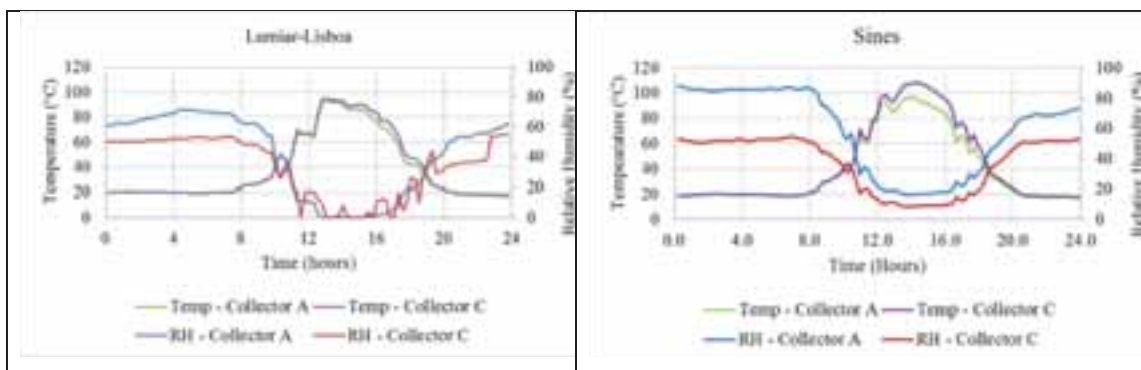 Lumiar-Lisboa
Temperature (°C)
120
100
80
60
40
20
0
100
80
60
40
20
0
Relative Humidity (%)
0 4 8 12 16 20 24
Time (hours)
Temp - Collector A Temp - Collector C
RH - Collector A RH - Collector C
Sines
Temperature (°C)
120
100
80
60
40
20
0
100
80
60
40
20
0
Relative Humidity (%)
0.0 4.0 8.0 12.0 16.0 20.0 24.0
Time (Hours)
Temp - Collector A Temp - Collector C
RH - Collector A RH - Collector C